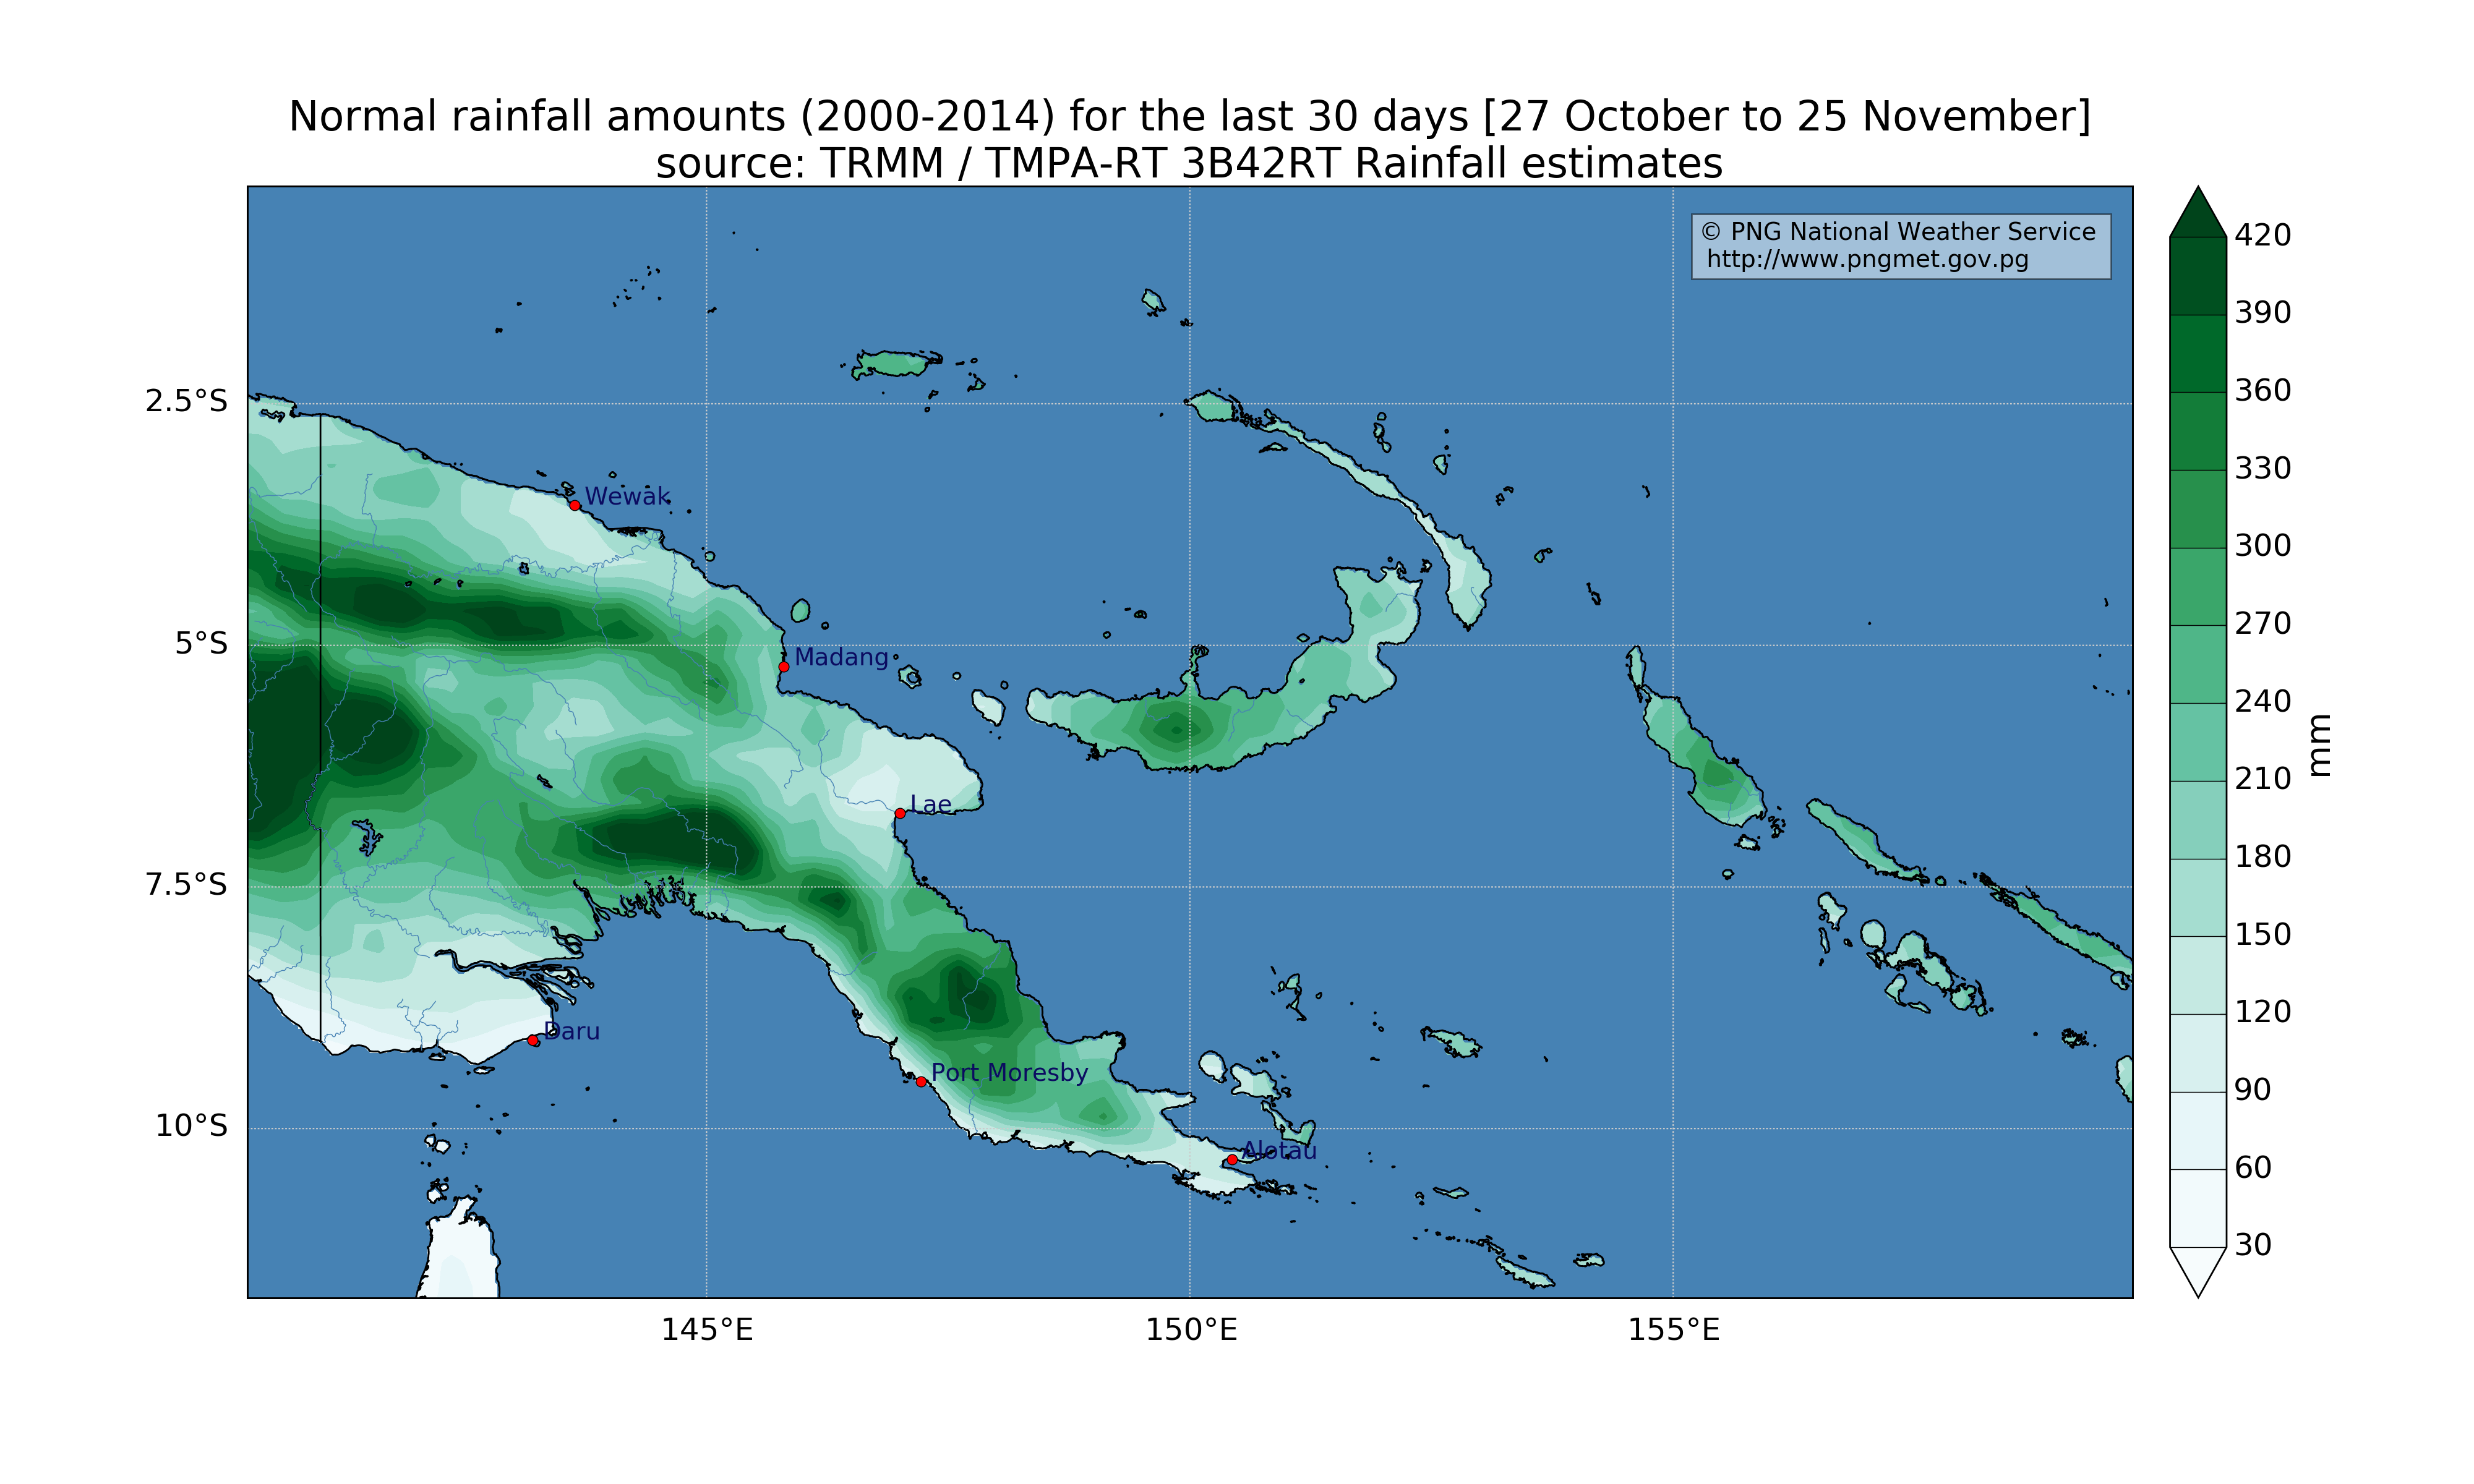 Normal rainfall amounts (2000-2014) for the last 30 days [27 October to 25 November]
source: TRMM / TMPA-RT 3B42RT Rainfall estimates
© PNG National Weather Service
http://www.pngmet.gov.pg
420
390
360
330
300
270
240
210
180
150
120
90
60
30
mm
2.5°S
5°S
7.5°S
10°S
Wewak
Madang
Lae
Daru
Port Moresby
Alotau
145°E
150°E
155°E